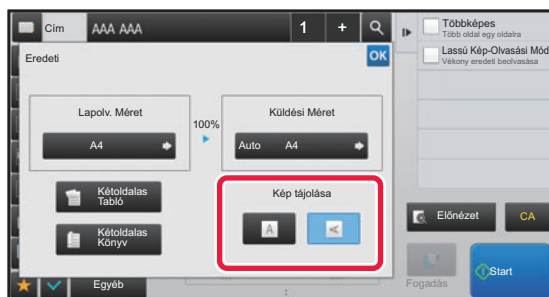 Cím
AAA AAA
1
+
Eredeti
OK
Lapolv. Méret
100%
Küldési Méret
A4
Auto A4
Kép tájolása
Kétoldalas
Tabló
Kétoldalas
Könyv
A
A
Egyéb
Többképes
Több oldal egy oldalra
Lassú Kép-Olvasási Mód
Vékony eredeti beolvasása
Előnézet
CA
Fogadás
Start